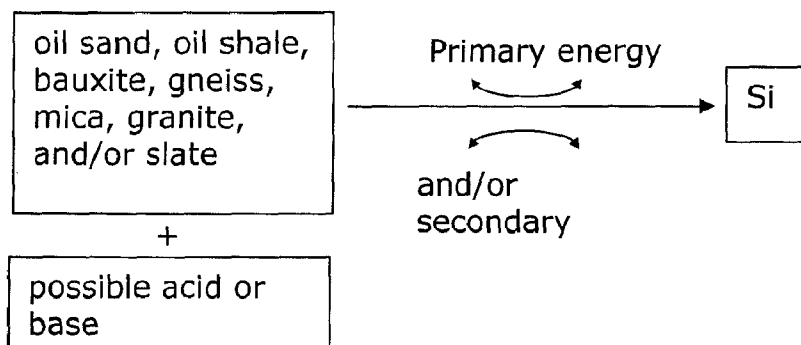 oil sand, oil shale,
bauxite, gneiss,
mica, granite,
and/or slate
+
possible acid or
base
Primary energy
and/or
secondary
Si